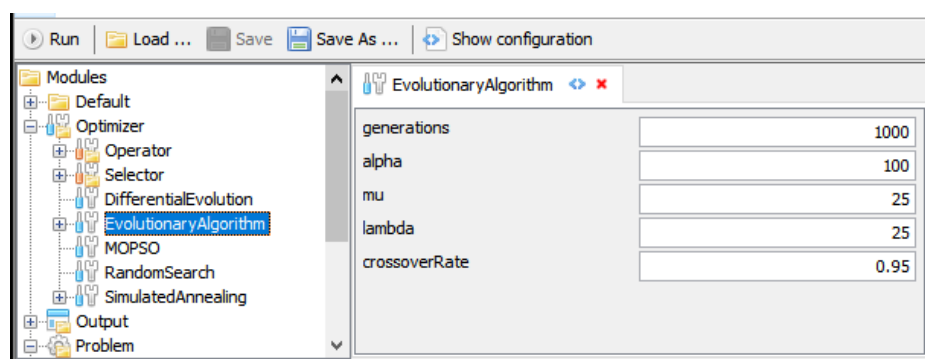 Run Load ... Save Save As ... Show configuration
Modules
Default
Optimizer
Operator
Selector
DifferentialEvolution
EvolutionaryAlgorithm
MOPSO
RandomSearch
SimulatedAnnealing
Output
Problem
EvolutionaryAlgorithm
generations 1000
alpha 100
mu 25
lambda 25
crossoverRate 0.95